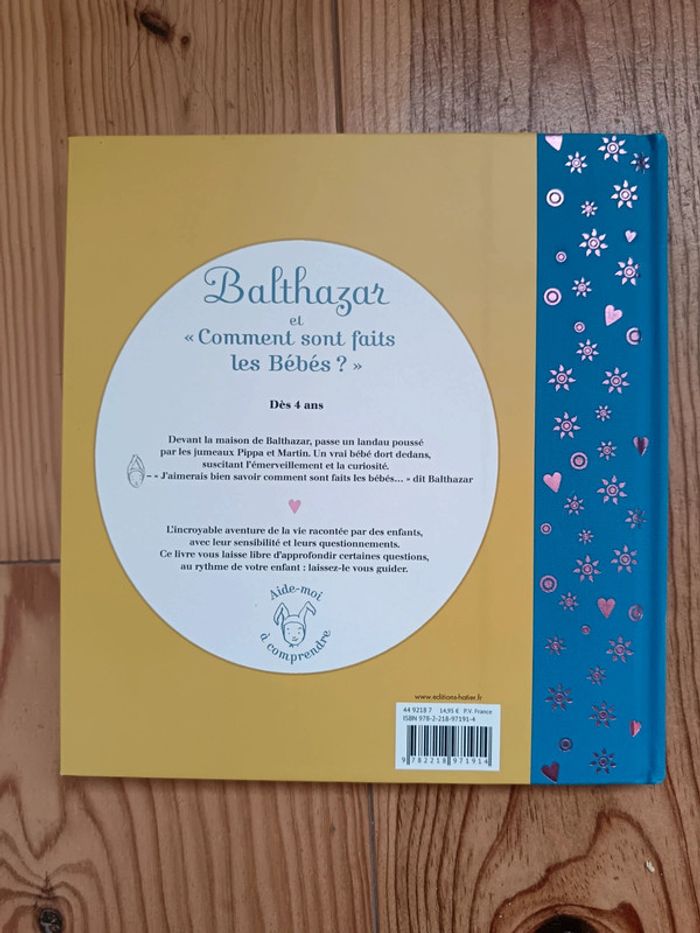 Balthazar
et
« Comment sont faits
les Bébés ? »
Dès 4 ans
Devant la maison de Balthazar, passe un landau poussé
par les jumeaux Pippa et Martin. Un vrai bébé dort dedans,
suscitant l'émerveillement et la curiosité.
– « J'aimerais bien savoir comment sont faits les bébés... » dit Balthazar
L'incroyable aventure de la vie racontée par des enfants,
avec leur sensibilité et leurs questionnements.
Ce livre vous laisse libre d'approfondir certaines questions,
au rythme de votre enfant : laissez-le vous guider.
Aide-moi
à comprendre
www.editions-hatier.fr
44 9218 7 14,95 € P.V. France
ISBN 978-2-218-97191-4
9 782218 971914